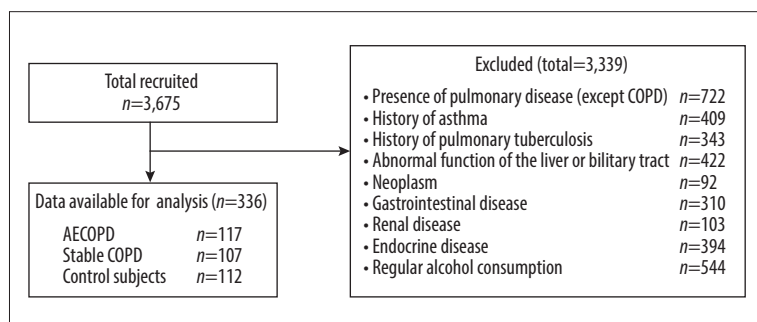 Total recruited
n=3,675
Excluded (total=3,339)
• Presence of pulmonary disease (except COPD) n=722
• History of asthma n=409
• History of pulmonary tuberculosis n=343
• Abnormal function of the liver or bilitary tract n=422
• Neoplasm n=92
• Gastrointestinal disease n=310
• Renal disease n=103
• Endocrine disease n=394
• Regular alcohol consumption n=544
Data available for analysis (n=336)
AECOPD n=117
Stable COPD n=107
Control subjects n=112